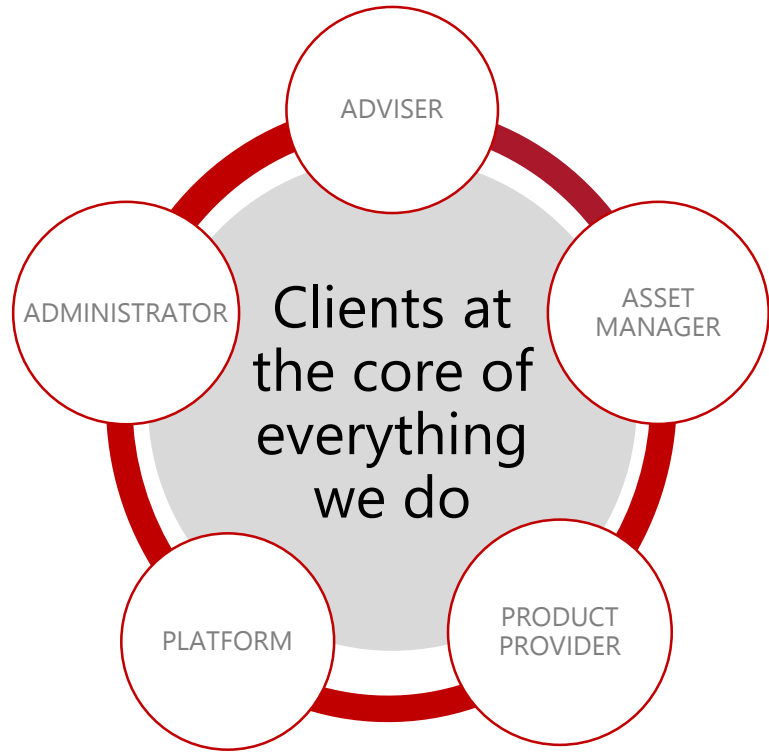 ADVISER
ASSET
MANAGER
PRODUCT
PROVIDER
PLATFORM
ADMINISTRATOR
Clients at
the core of
everything
we do